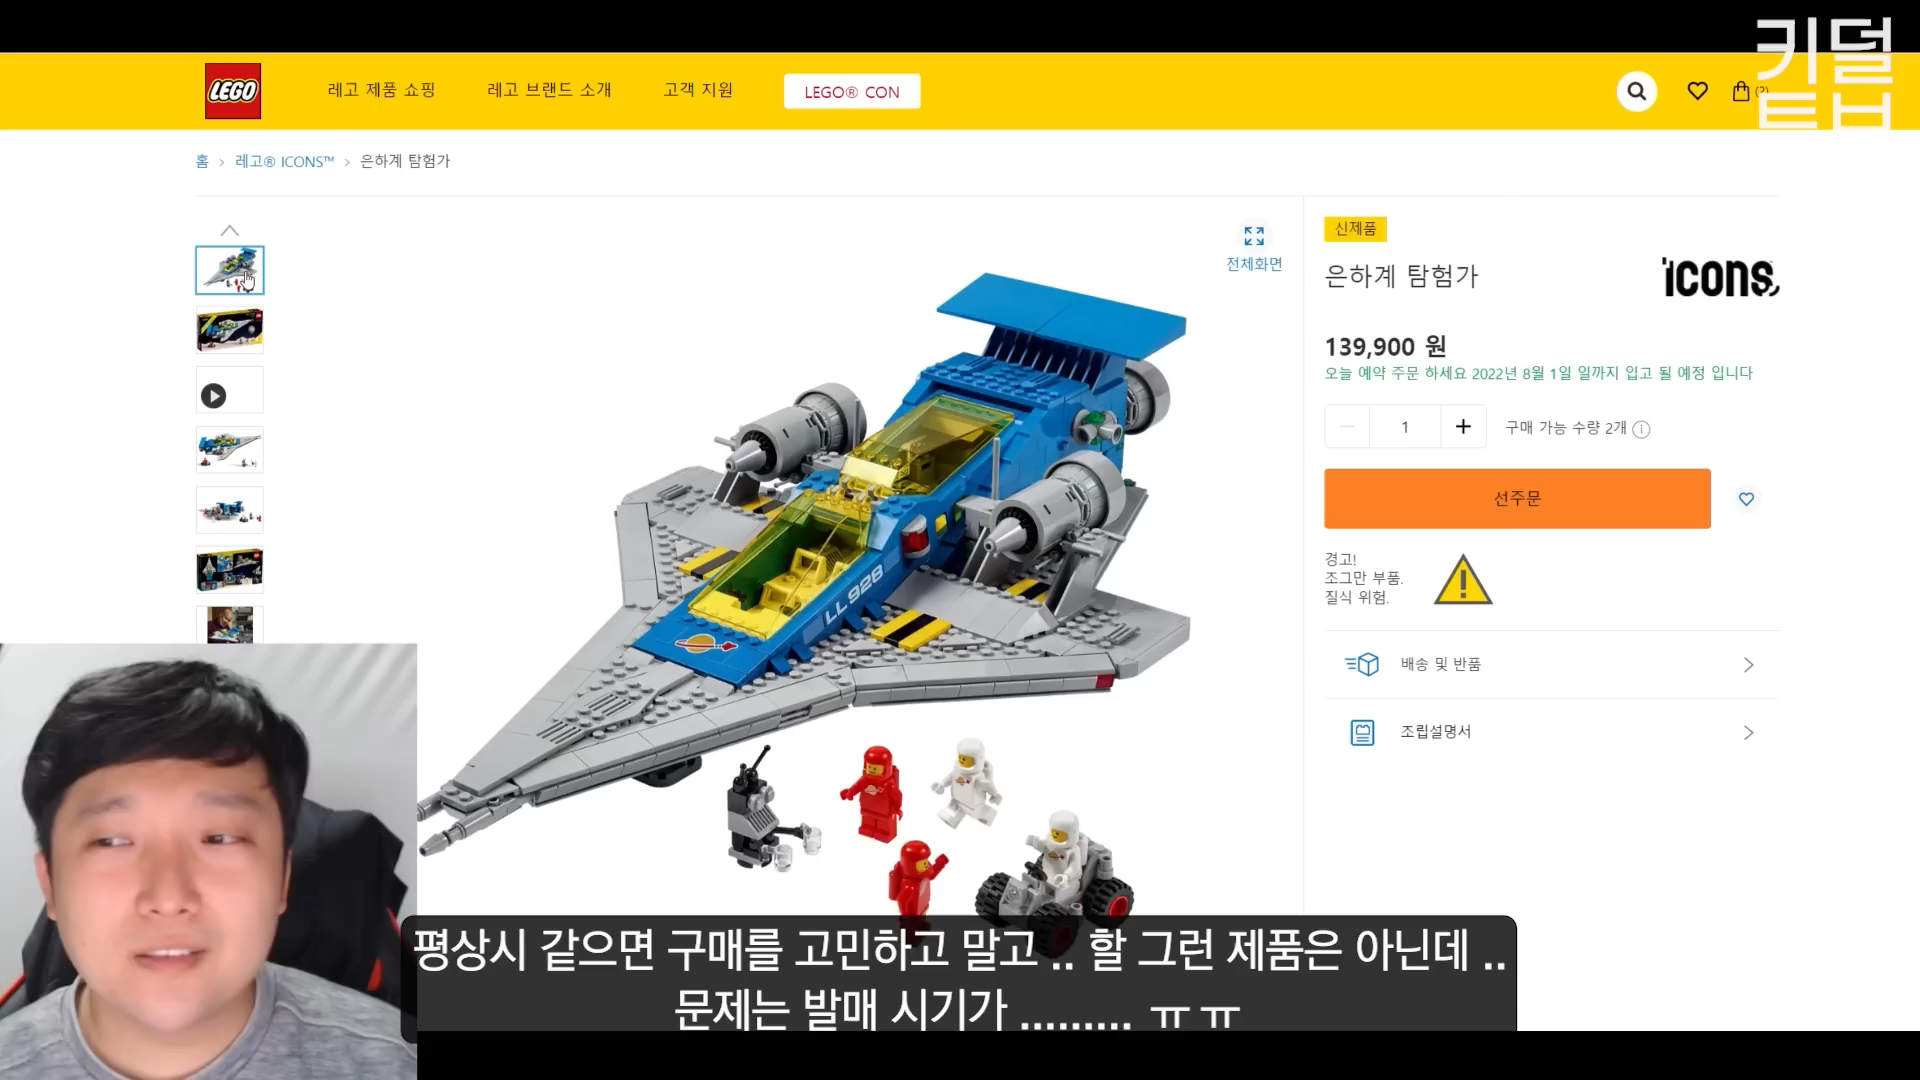 키덜
트브
LEGO
레고 제품 쇼핑
레고 브랜드 소개
고객 지원
LEGO® CON
(2)
홈 > 레고® ICONS™ > 은하계 탐험가
전체화면
신제품
은하계 탐험가
icons
139,900 원
오늘 예약 주문 하세요 2022년 8월 1일 일까지 입고 될 예정 입니다
1
구매 가능 수량 2개
선주문
경고!
조그만 부품.
질식 위험.
배송 및 반품
조립설명서
LL 928
평상시 같으면 구매를 고민하고 말고 .. 할 그런 제품은 아닌데 ..
문제는 발매 시기가 ......... ㅠㅠ